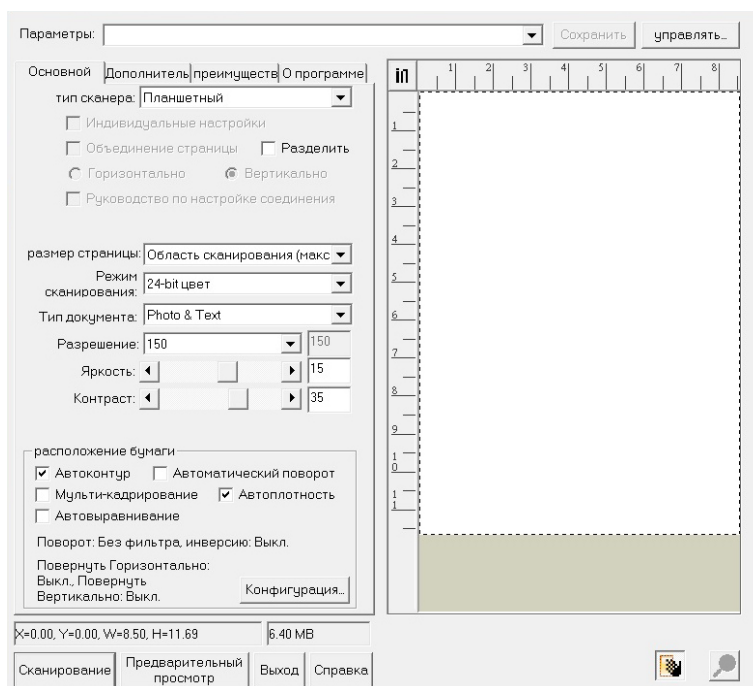 Параметры:
Сохранить
управлять...
Основной
Дополнитель
преимуществ
О программе
тип сканера: Планшетный
Индивидуальные настройки
Объединение страницы
Разделить
Горизонтально
Вертикально
Руководство по настройке соединения
размер страницы: Область сканирования (макс
Режим
сканирования: 24-bit цвет
Тип документа: Photo & Text
Разрешение: 150 150
Яркость: 15
Контраст: 35
расположение бумаги
Автоконтур
Автоматический поворот
Мульти-кадрирование
Автоплотность
Автовыравнивание
Поворот: Без фильтра, инверсию: Выкл.
Повернуть Горизонтально:
Выкл., Повернуть
Вертикально: Выкл.
Конфигурация...
X=0.00, Y=0.00, W=8.50, H=11.69
6.40 MB
Сканирование
Предварительный
просмотр
Выход
Справка
in
1 2 3 4 5 6 7 8
1
2
3
4
5
6
7
8
9
10
11